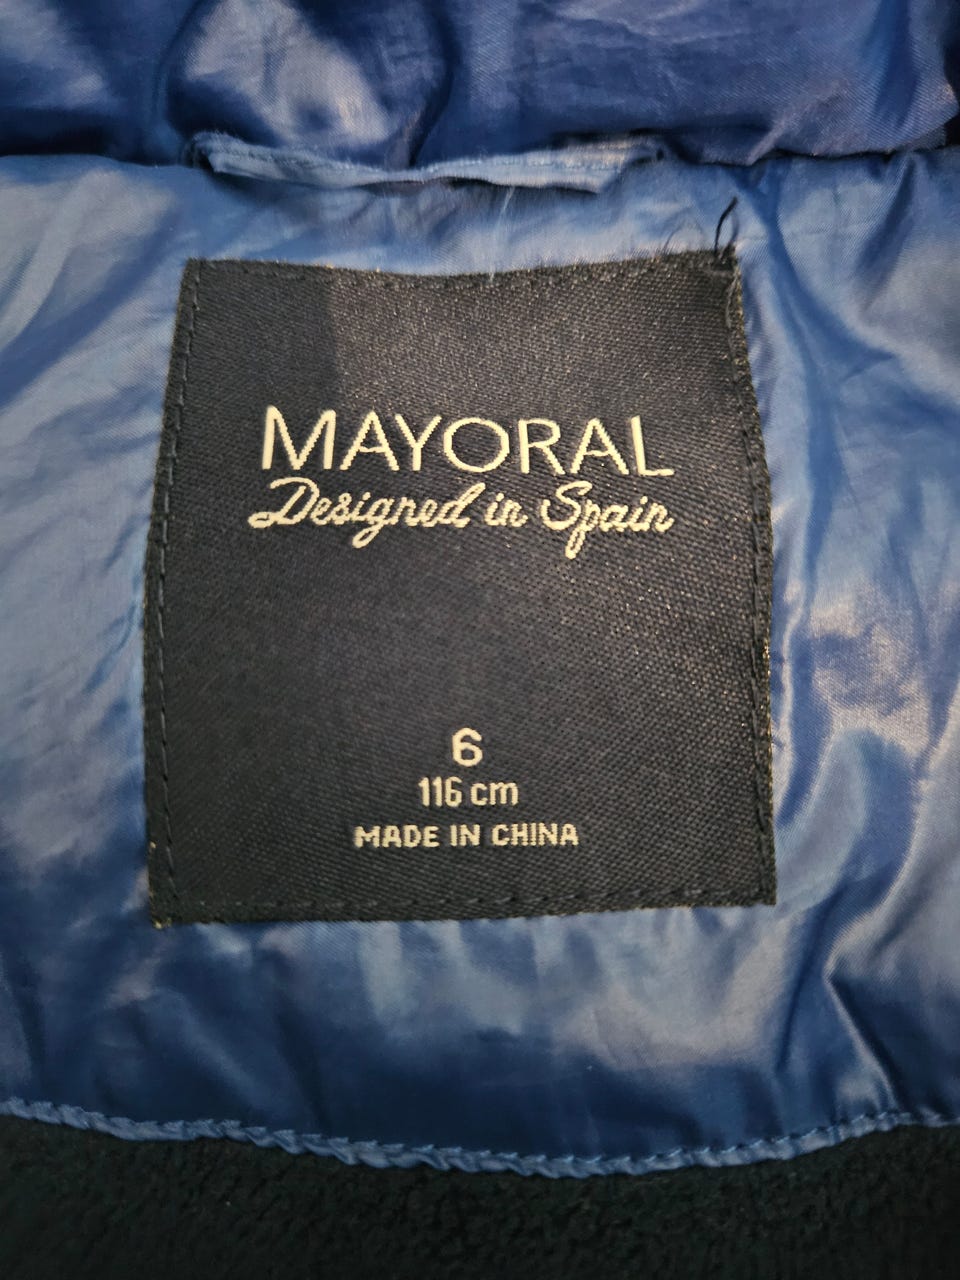 MAYORAL
Designed in Spain
6
116 cm
MADE IN CHINA